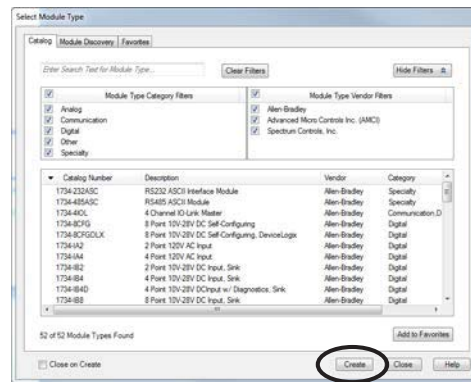 Select Module Type
Catalog Module Discovery Favorites
Enter Search Text for Module Type... Clear Filters Hide Filters
Module Type Category Filters Module Type Vendor Filters
Analog Allen-Bradley
Communication Advanced Micro Controls Inc. (AMCI)
Digital Spectrum Controls, Inc.
Other
Specialty
Catalog Number Description Vendor Category
1734-232ASC RS232 ASCII Interface Module Allen-Bradley Specialty
1734-485ASC RS485 ASCII Module Allen-Bradley Specialty
1734-4IOL 4 Channel IO-Link Master Allen-Bradley Communication,D
1734-8CFG 8 Point 10V-28V DC Self-Configuring Allen-Bradley Digital
1734-8CFGDLX 8 Point 10V-28V DC Self-Configuring, DeviceLogix Allen-Bradley Digital
1734-IA2 2 Point 120V AC Input Allen-Bradley Digital
1734-IA4 4 Point 120V AC Input Allen-Bradley Digital
1734-IB2 2 Point 10V-28V DC Input, Sink Allen-Bradley Digital
1734-IB4 4 Point 10V-28V DC Input, Sink Allen-Bradley Digital
1734-IB4D 4 Point 10V-28V DCInput w/ Diagnostics, Sink Allen-Bradley Digital
1734-IB8 8 Point 10V-28V DC Input, Sink Allen-Bradley Digital
52 of 52 Module Types Found Add to Favorites
Close on Create Create Close Help